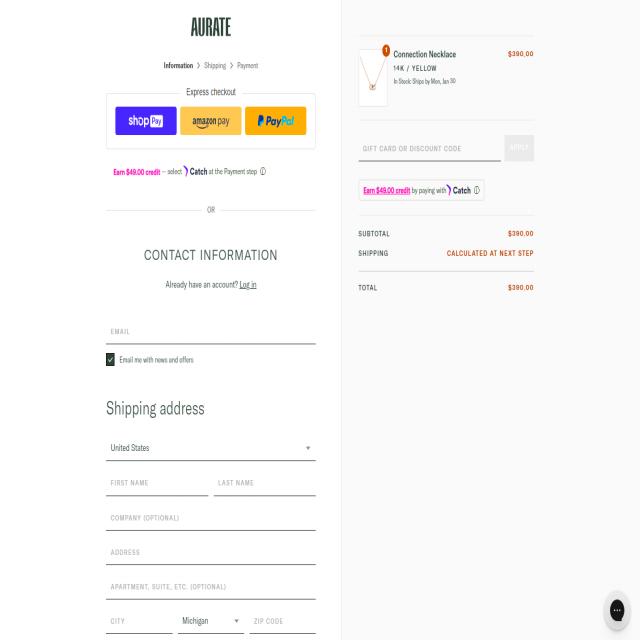 AURATE
Information > Shipping > Payment
Express checkout
shop Pay
amazon pay
PayPal
Earn $49.00 credit – select Catch at the Payment step ⓘ
OR
CONTACT INFORMATION
Already have an account? Log in
EMAIL
Email me with news and offers
Shipping address
United States
FIRST NAME
LAST NAME
COMPANY (OPTIONAL)
ADDRESS
APARTMENT, SUITE, ETC. (OPTIONAL)
CITY
Michigan
ZIP CODE
1
Connection Necklace
$390.00
14K / YELLOW
In Stock: Ships by Mon, Jan 30
GIFT CARD OR DISCOUNT CODE
APPLY
Earn $49.00 credit by paying with Catch ⓘ
SUBTOTAL
$390.00
SHIPPING
CALCULATED AT NEXT STEP
TOTAL
$390.00